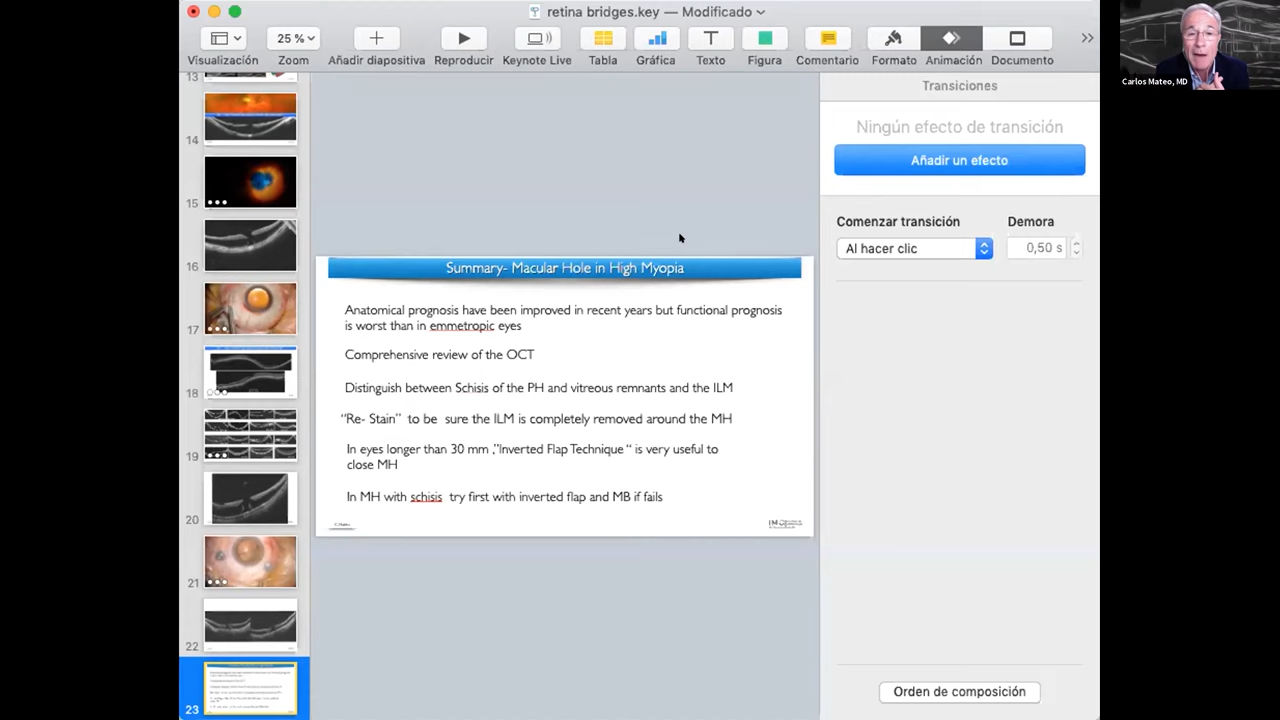 retina bridges.key — Modificado
25 %
Visualización
Zoom
Añadir diapositiva
Reproducir
Keynote Live
Tabla
Gráfica
Texto
Figura
Comentario
Formato
Animación
Documento
Carlos Mateo, MD
13
14
15
16
17
18
19
20
21
22
23
Summary- Macular Hole in High Myopia
Anatomical prognosis have been improved in recent years but functional prognosis
is worst than in emmetropic eyes
Comprehensive review of the OCT
Distinguish between Schisis of the PH and vitreous remnants and the ILM
“Re- Stain” to be sure the ILM is completely removed around the MH
In eyes longer than 30 mm ,”Inverted Flap Technique “ is very useful to
close MH
In MH with schisis try first with inverted flap and MB if fails
Transiciones
Ningún efecto de transición
Añadir un efecto
Comenzar transición
Demora
Al hacer clic
0,50 s
Orden de composición